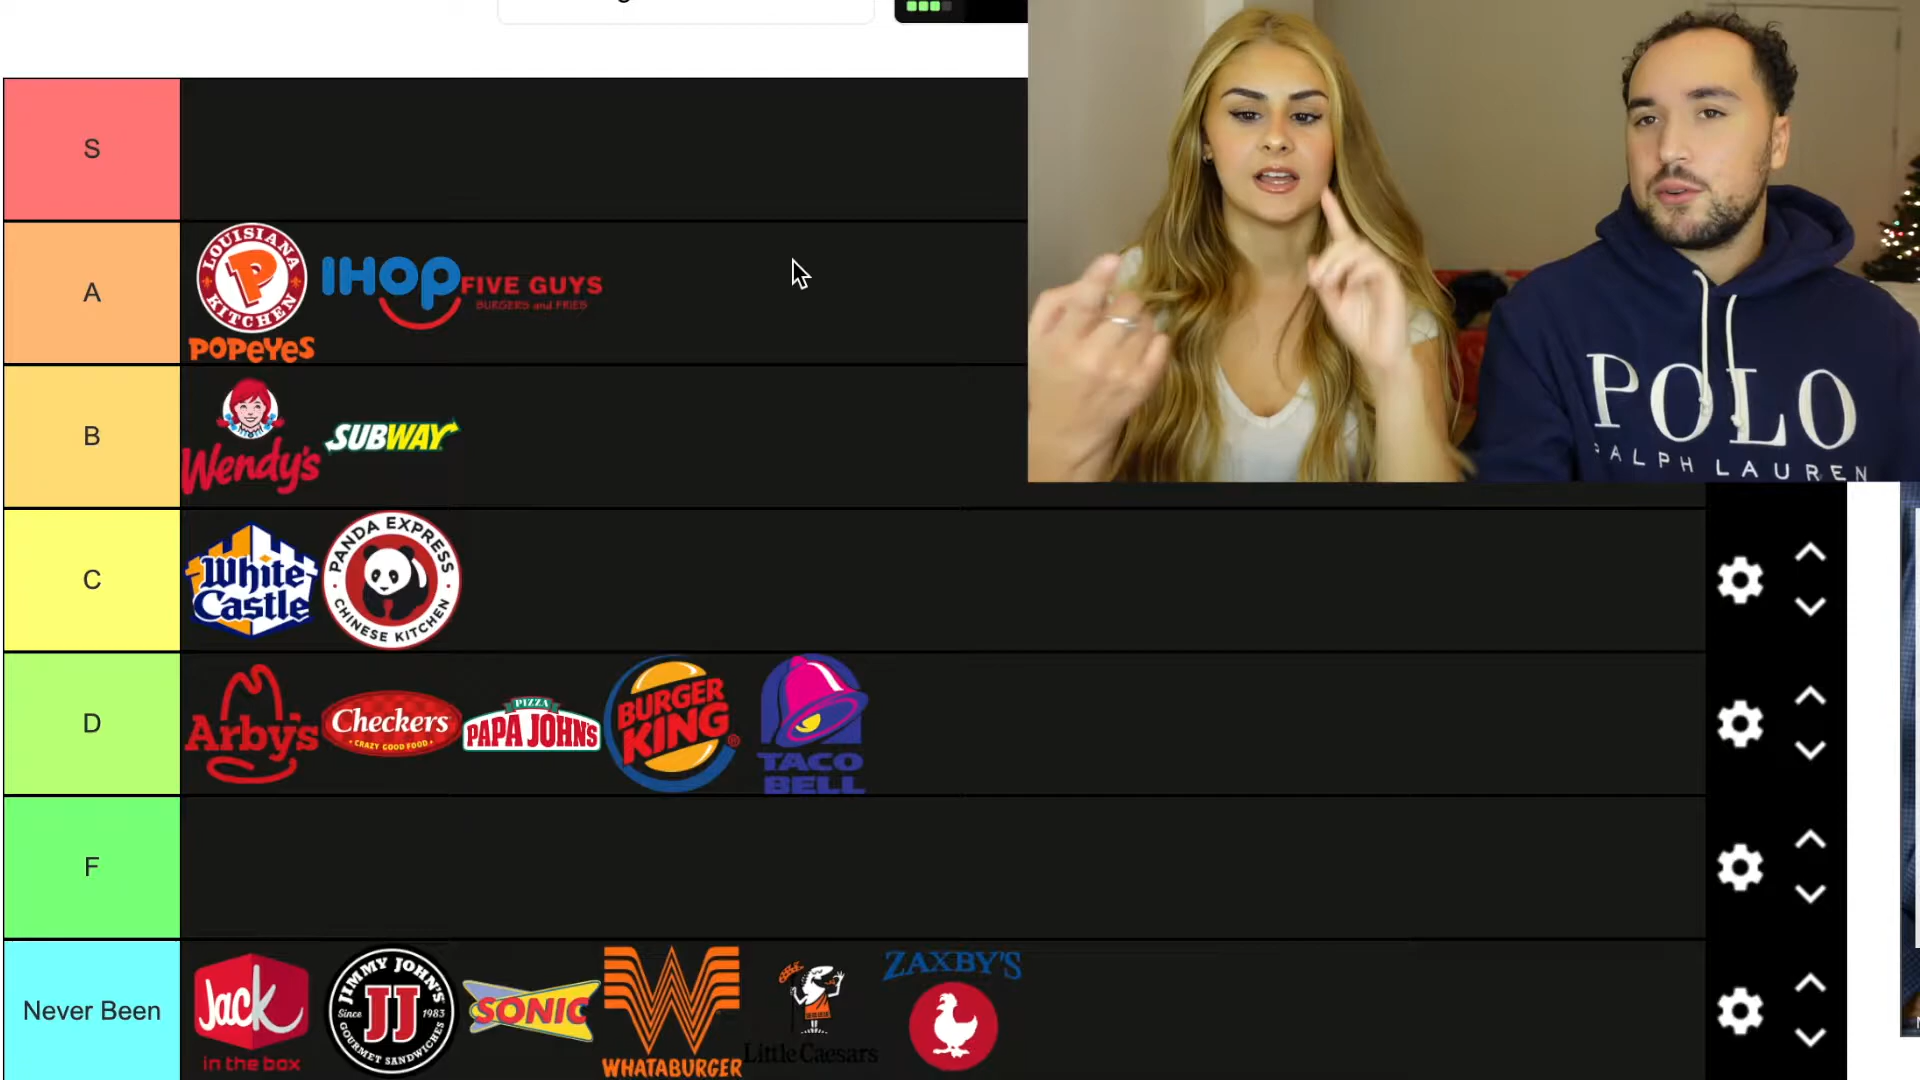 S
A
LOUISIANA
P
KITCHEN
POPEYES
IHOP
FIVE GUYS
BURGERS and FRIES
B
Wendy's
SUBWAY
C
White
Castle
PANDA EXPRESS
CHINESE KITCHEN
D
Arby's
Checkers
CRAZY GOOD FOOD
PIZZA
PAPA JOHN'S
BURGER
KING
®
TACO
BELL
F
Never Been
Jack
in the box
JIMMY JOHN'S
Since JJ 1983
GOURMET SANDWICHES
SONIC
WHATABURGER
Little Caesars
ZAXBY'S
POLO
RALPH LAUREN